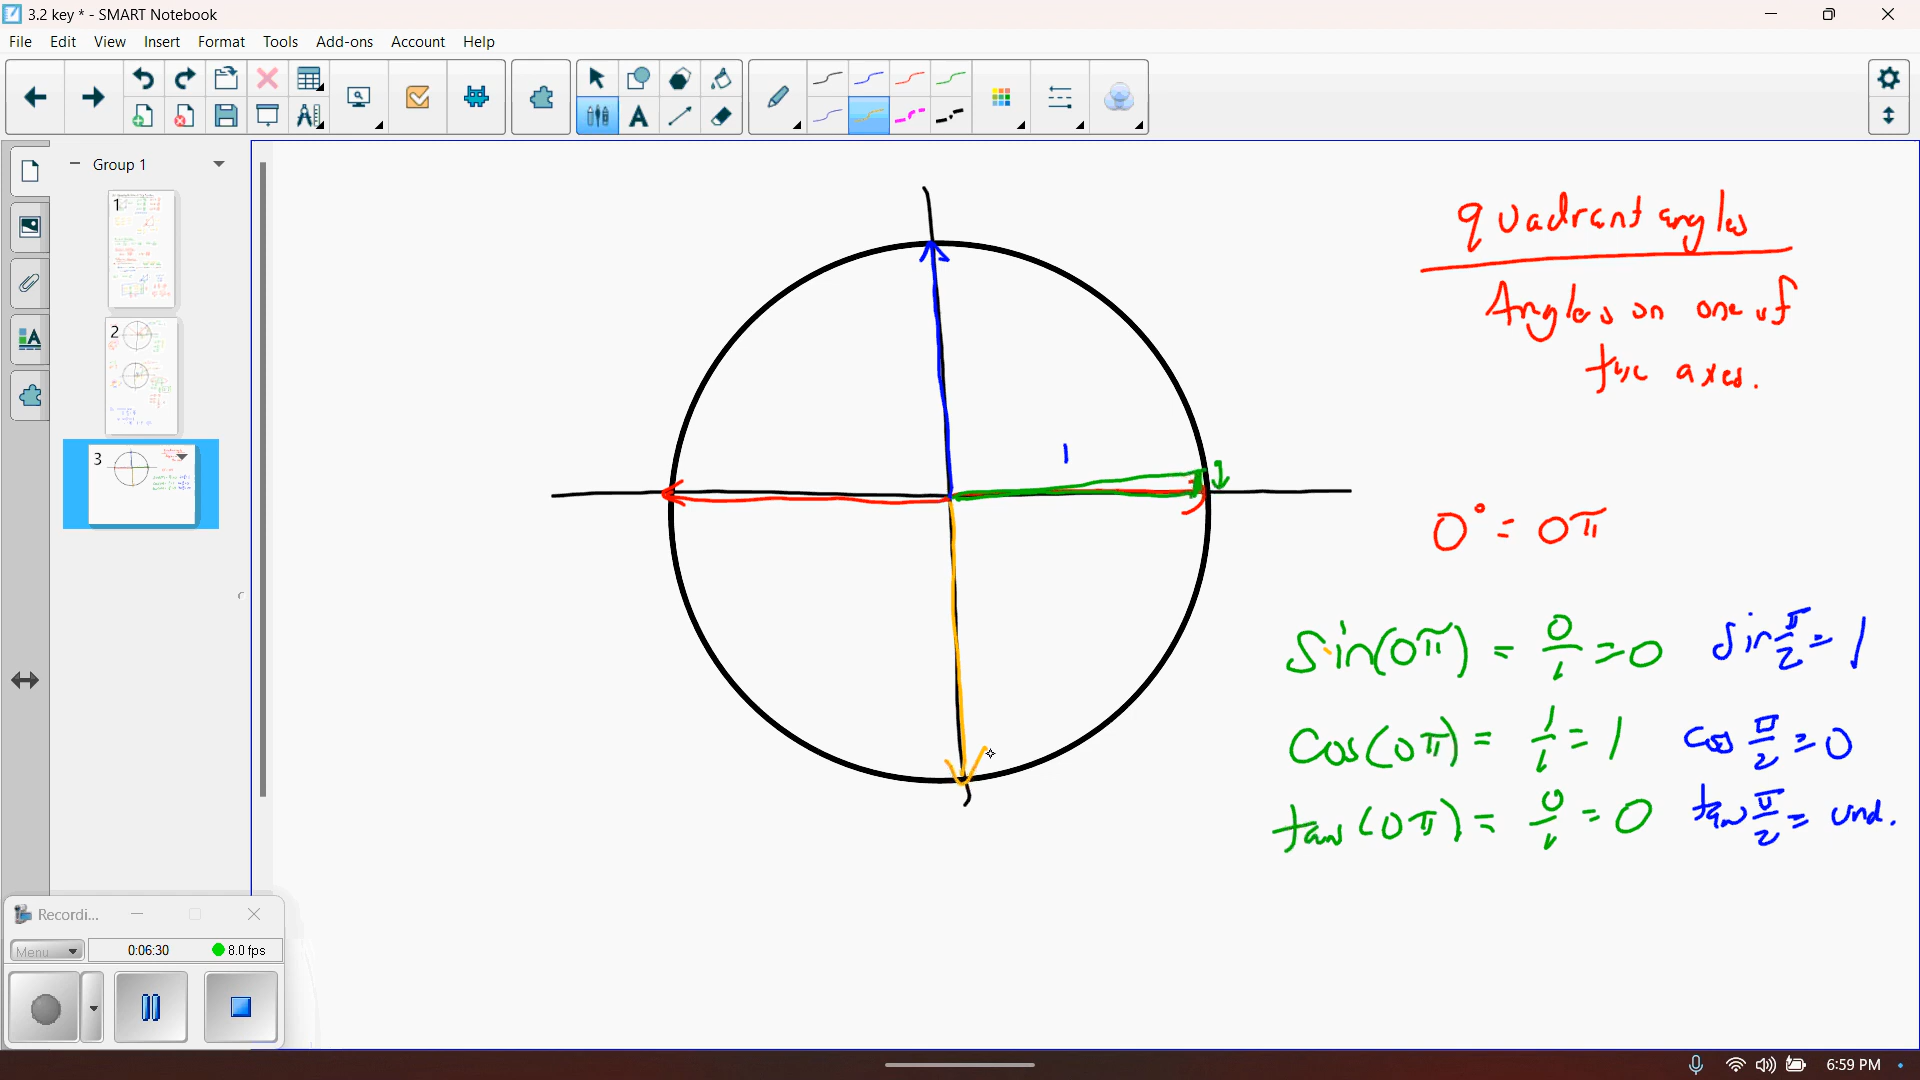 3.2 key * - SMART Notebook
File Edit View Insert Format Tools Add-ons Account Help
Group 1
1
2
3
quadrant angles
Angles on one of
the axes.
1
0° = 0π
sin(0π) = 0/1 = 0 sin π/2 = 1
cos(0π) = 1/1 = 1 cos π/2 = 0
tan(0π) = 0/1 = 0 tan π/2 = und.
Recordi...
Menu 0:06:30 8.0 fps
6:59 PM